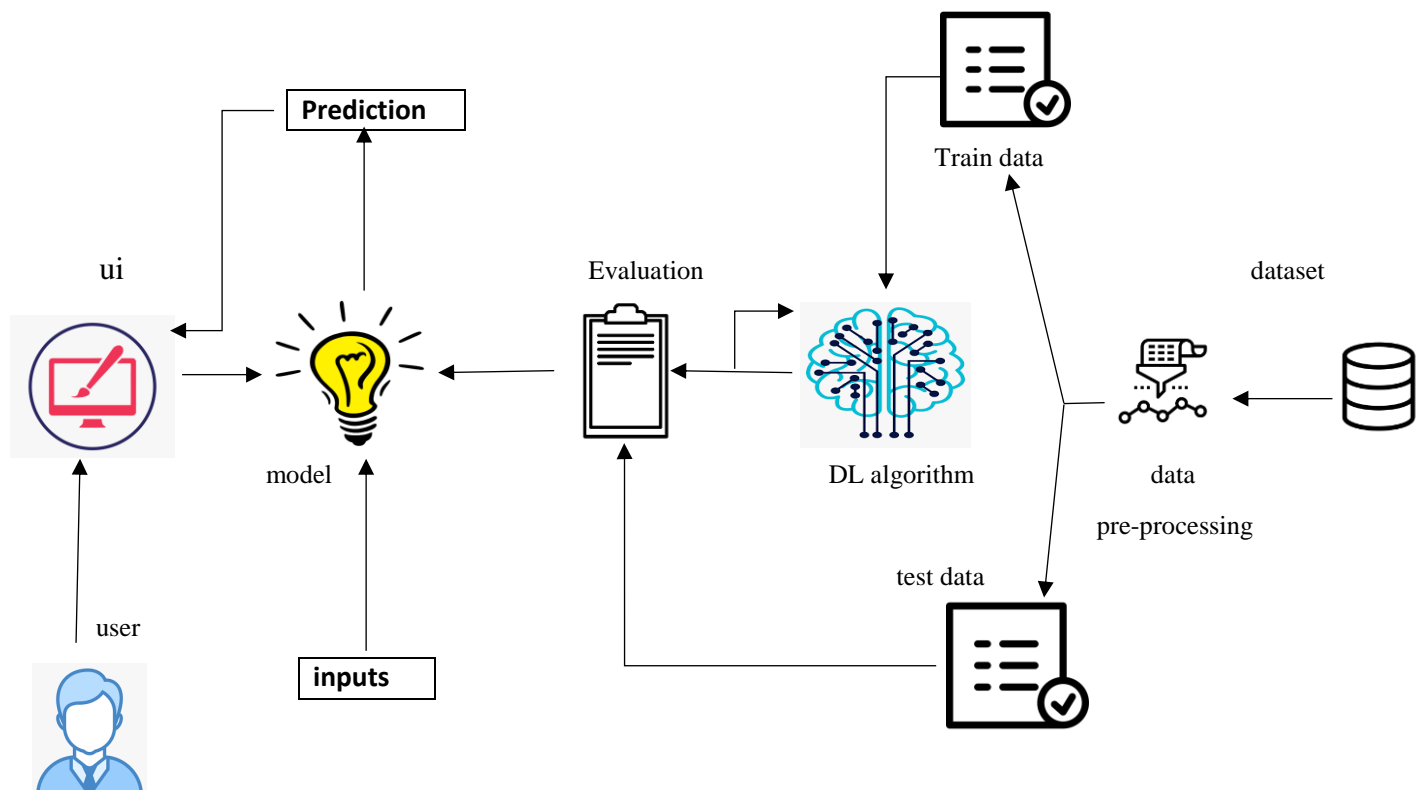 Prediction
Train data
ui
Evaluation
dataset
model
DL algorithm
data
pre-processing
test data
user
inputs